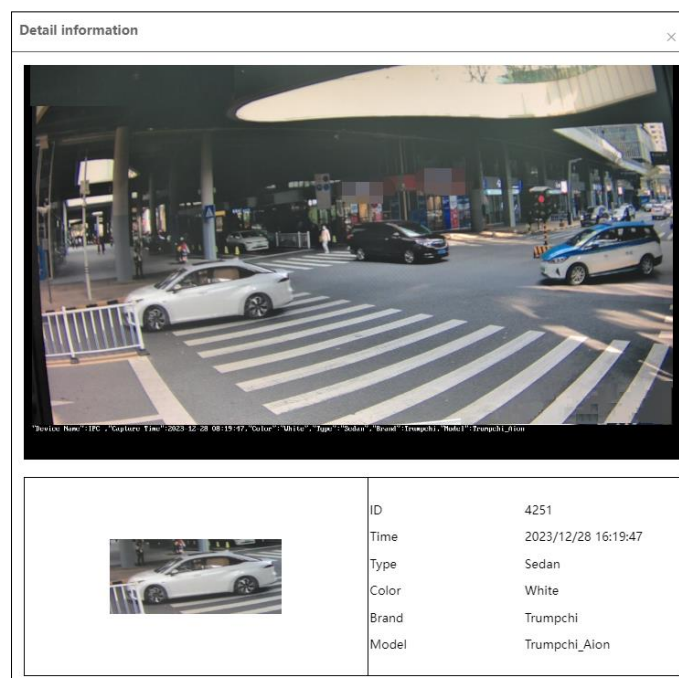 Detail information
×
"Device Name":IPC ,"Capture Time":2023-12-28 08:19:47,"Color":"White","Type":"Sedan","Brand":Trumpchi,"Model":Trumpchi_Aion
ID 4251
Time 2023/12/28 16:19:47
Type Sedan
Color White
Brand Trumpchi
Model Trumpchi_Aion